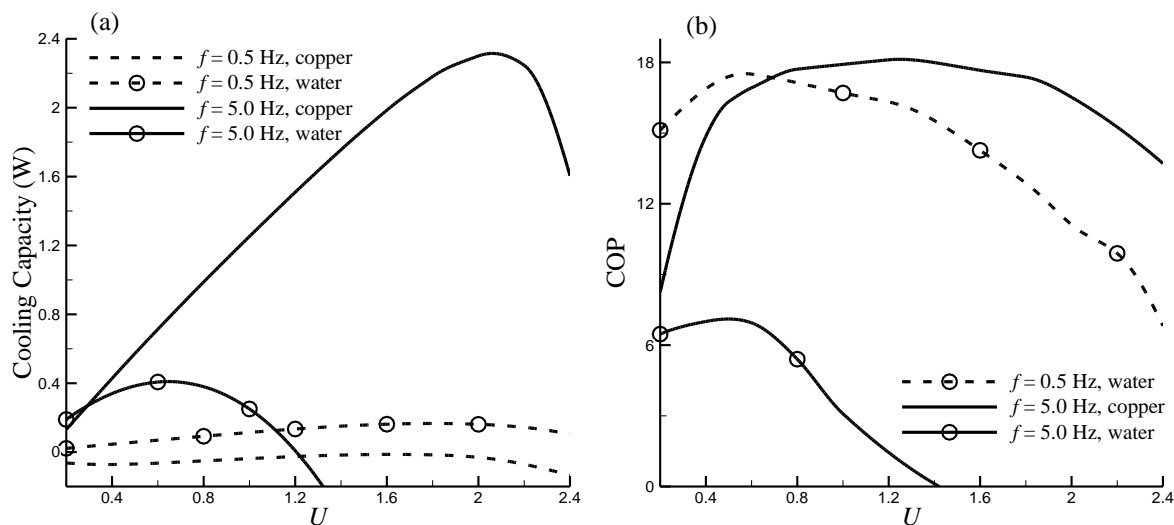 (a)
f = 0.5 Hz, copper
f = 0.5 Hz, water
f = 5.0 Hz, copper
f = 5.0 Hz, water
Cooling Capacity (W)
2.4
2
1.6
1.2
0.8
0.4
0
0.4
0.8
1.2
1.6
2
2.4
U
(b)
COP
18
12
6
0
f = 0.5 Hz, water
f = 5.0 Hz, copper
f = 5.0 Hz, water
0.4
0.8
1.2
1.6
2
2.4
U